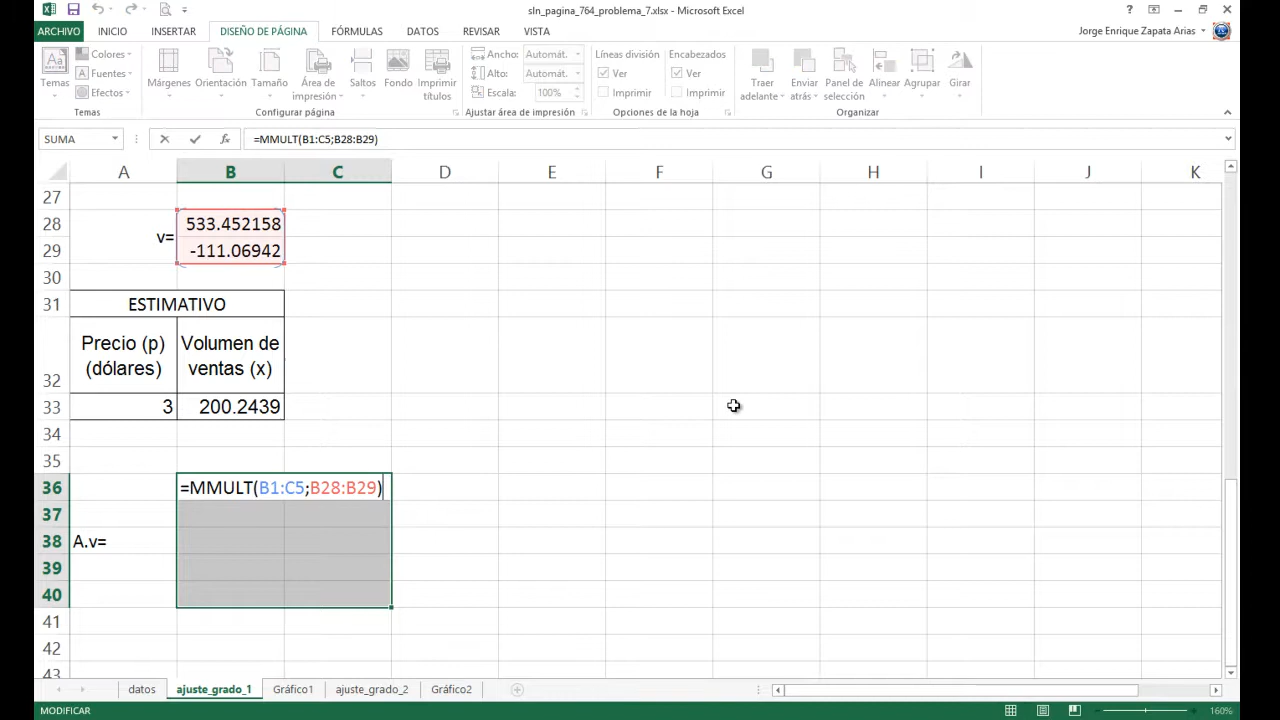 sln_pagina_764_problema_7.xlsx - Microsoft Excel
ARCHIVO INICIO INSERTAR DISEÑO DE PÁGINA FÓRMULAS DATOS REVISAR VISTA Jorge Enrique Zapata Arias
Temas
Colores
Fuentes
Efectos
Temas
Márgenes
Orientación
Tamaño
Área de impresión
Saltos
Fondo
Imprimir títulos
Configurar página
Ancho: Automát.
Alto: Automát.
Escala: 100%
Ajustar área de impresión
Líneas división Encabezados
Ver Ver
Imprimir Imprimir
Opciones de la hoja
Traer adelante
Enviar atrás
Panel de selección
Alinear
Agrupar
Girar
Organizar
SUMA fx =MMULT(B1:C5;B28:B29)
A B C D E F G H I J K
27
28 533.452158
v=
29 -111.06942
30
31 ESTIMATIVO
32 Precio (p) (dólares) Volumen de ventas (x)
33 3 200.2439
34
35
36 =MMULT(B1:C5;B28:B29)
37
38 A.v=
39
40
41
42
43
datos ajuste_grado_1 Gráfico1 ajuste_grado_2 Gráfico2
MODIFICAR 160%